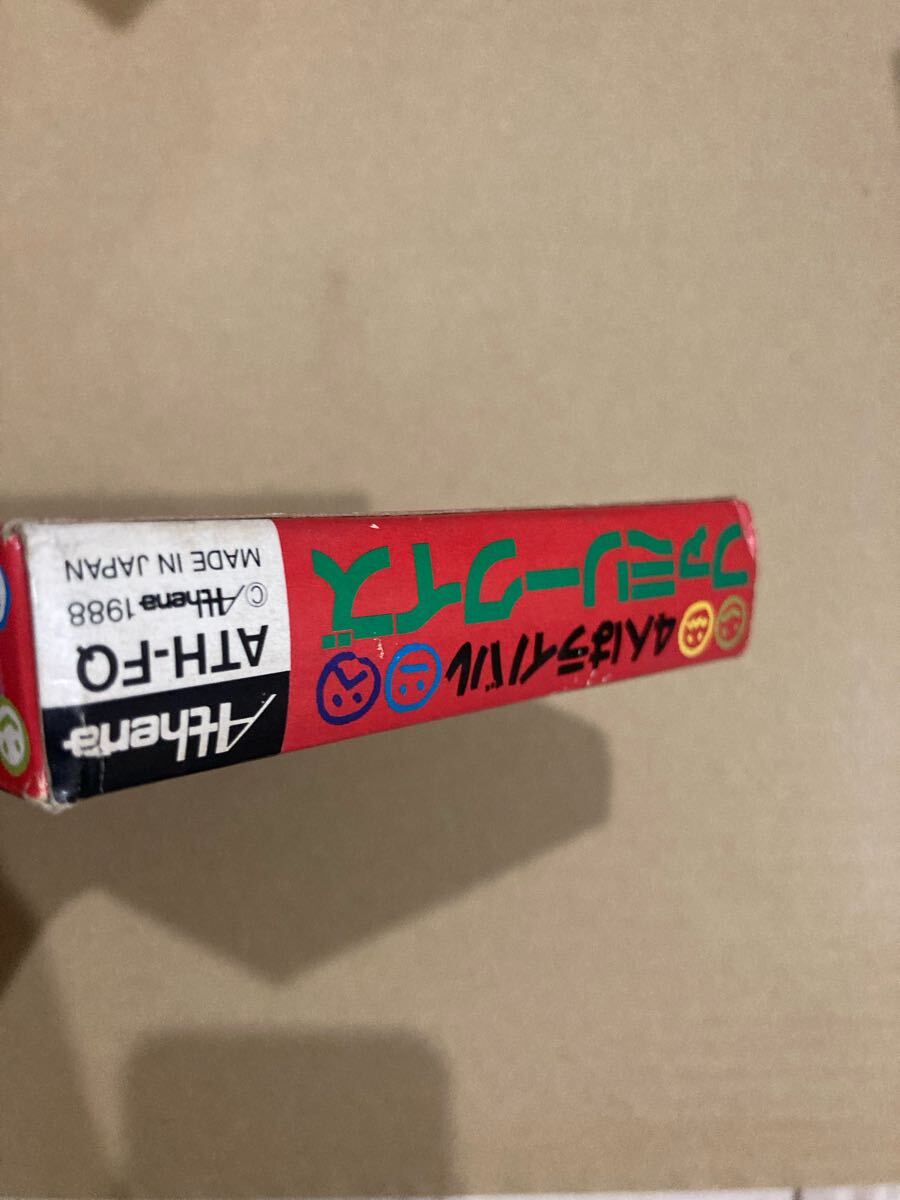 4人はライバル
ファミリークイズ
Athena
ATH-FQ
©Athena 1988
MADE IN JAPAN